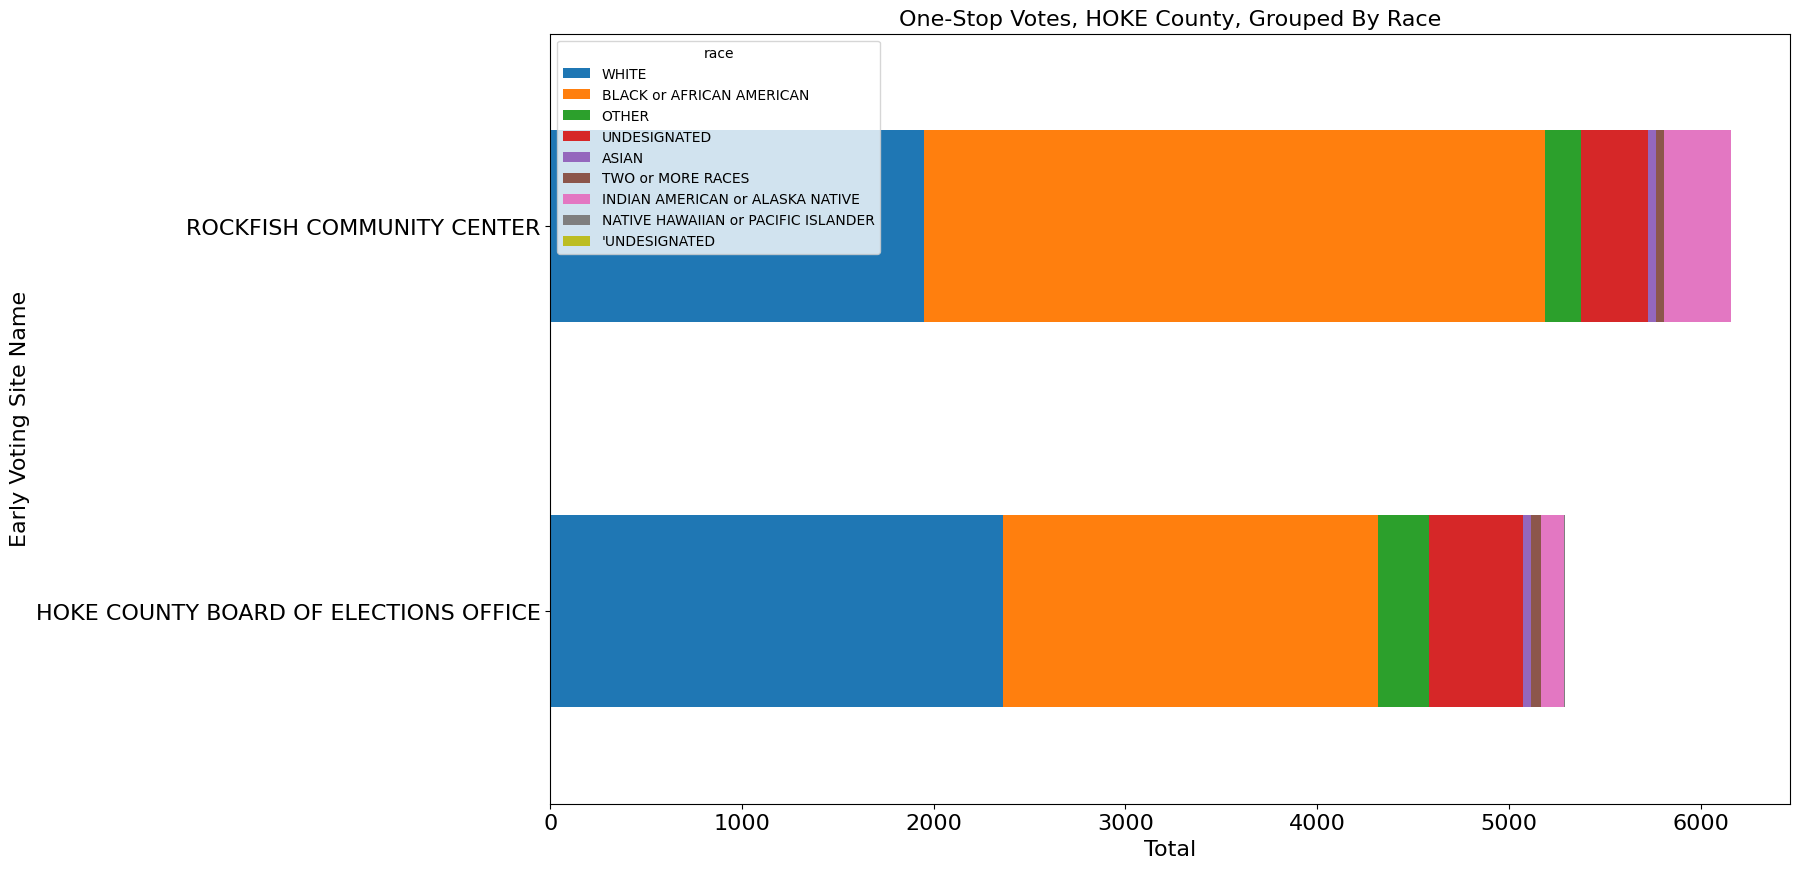 One-Stop Votes, HOKE County, Grouped By Race
race
WHITE
BLACK or AFRICAN AMERICAN
OTHER
UNDESIGNATED
ASIAN
TWO or MORE RACES
INDIAN AMERICAN or ALASKA NATIVE
NATIVE HAWAIIAN or PACIFIC ISLANDER
'UNDESIGNATED
Early Voting Site Name
ROCKFISH COMMUNITY CENTER
HOKE COUNTY BOARD OF ELECTIONS OFFICE
0 1000 2000 3000 4000 5000 6000
Total